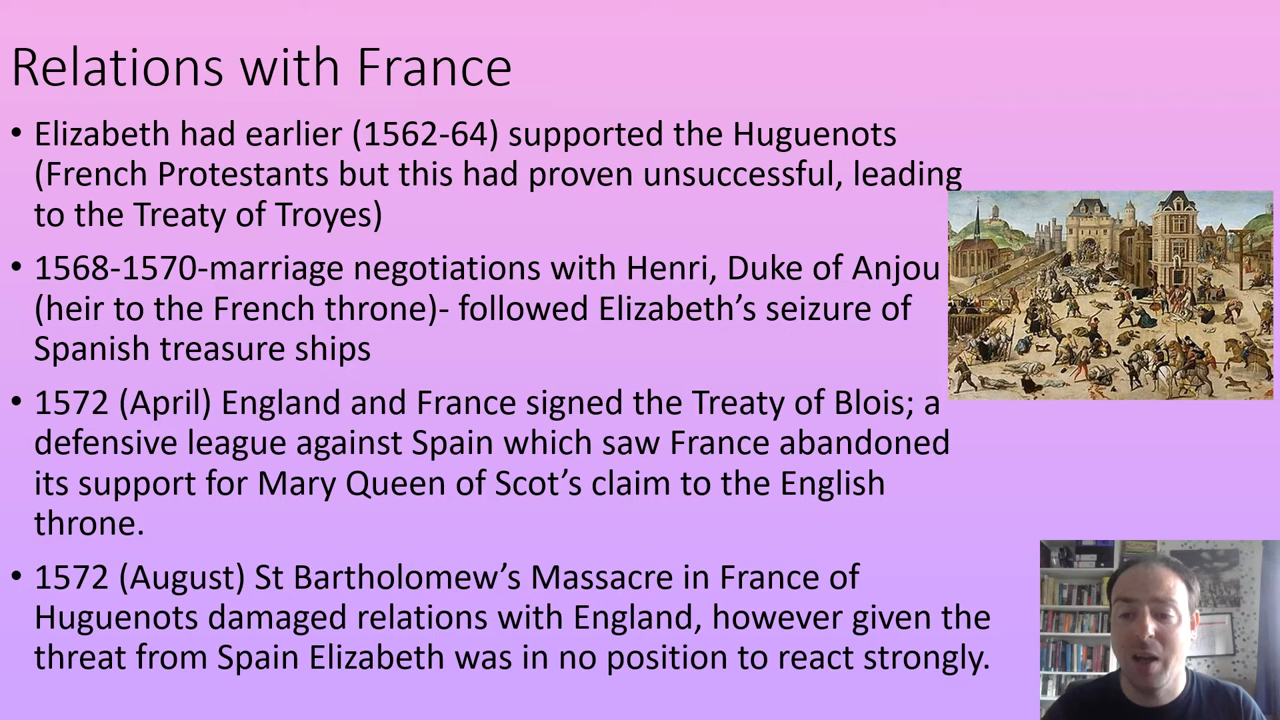 Relations with France
• Elizabeth had earlier (1562-64) supported the Huguenots
(French Protestants but this had proven unsuccessful, leading
to the Treaty of Troyes)
• 1568-1570-marriage negotiations with Henri, Duke of Anjou
(heir to the French throne)- followed Elizabeth’s seizure of
Spanish treasure ships
• 1572 (April) England and France signed the Treaty of Blois; a
defensive league against Spain which saw France abandoned
its support for Mary Queen of Scot’s claim to the English
throne.
• 1572 (August) St Bartholomew’s Massacre in France of
Huguenots damaged relations with England, however given the
threat from Spain Elizabeth was in no position to react strongly.